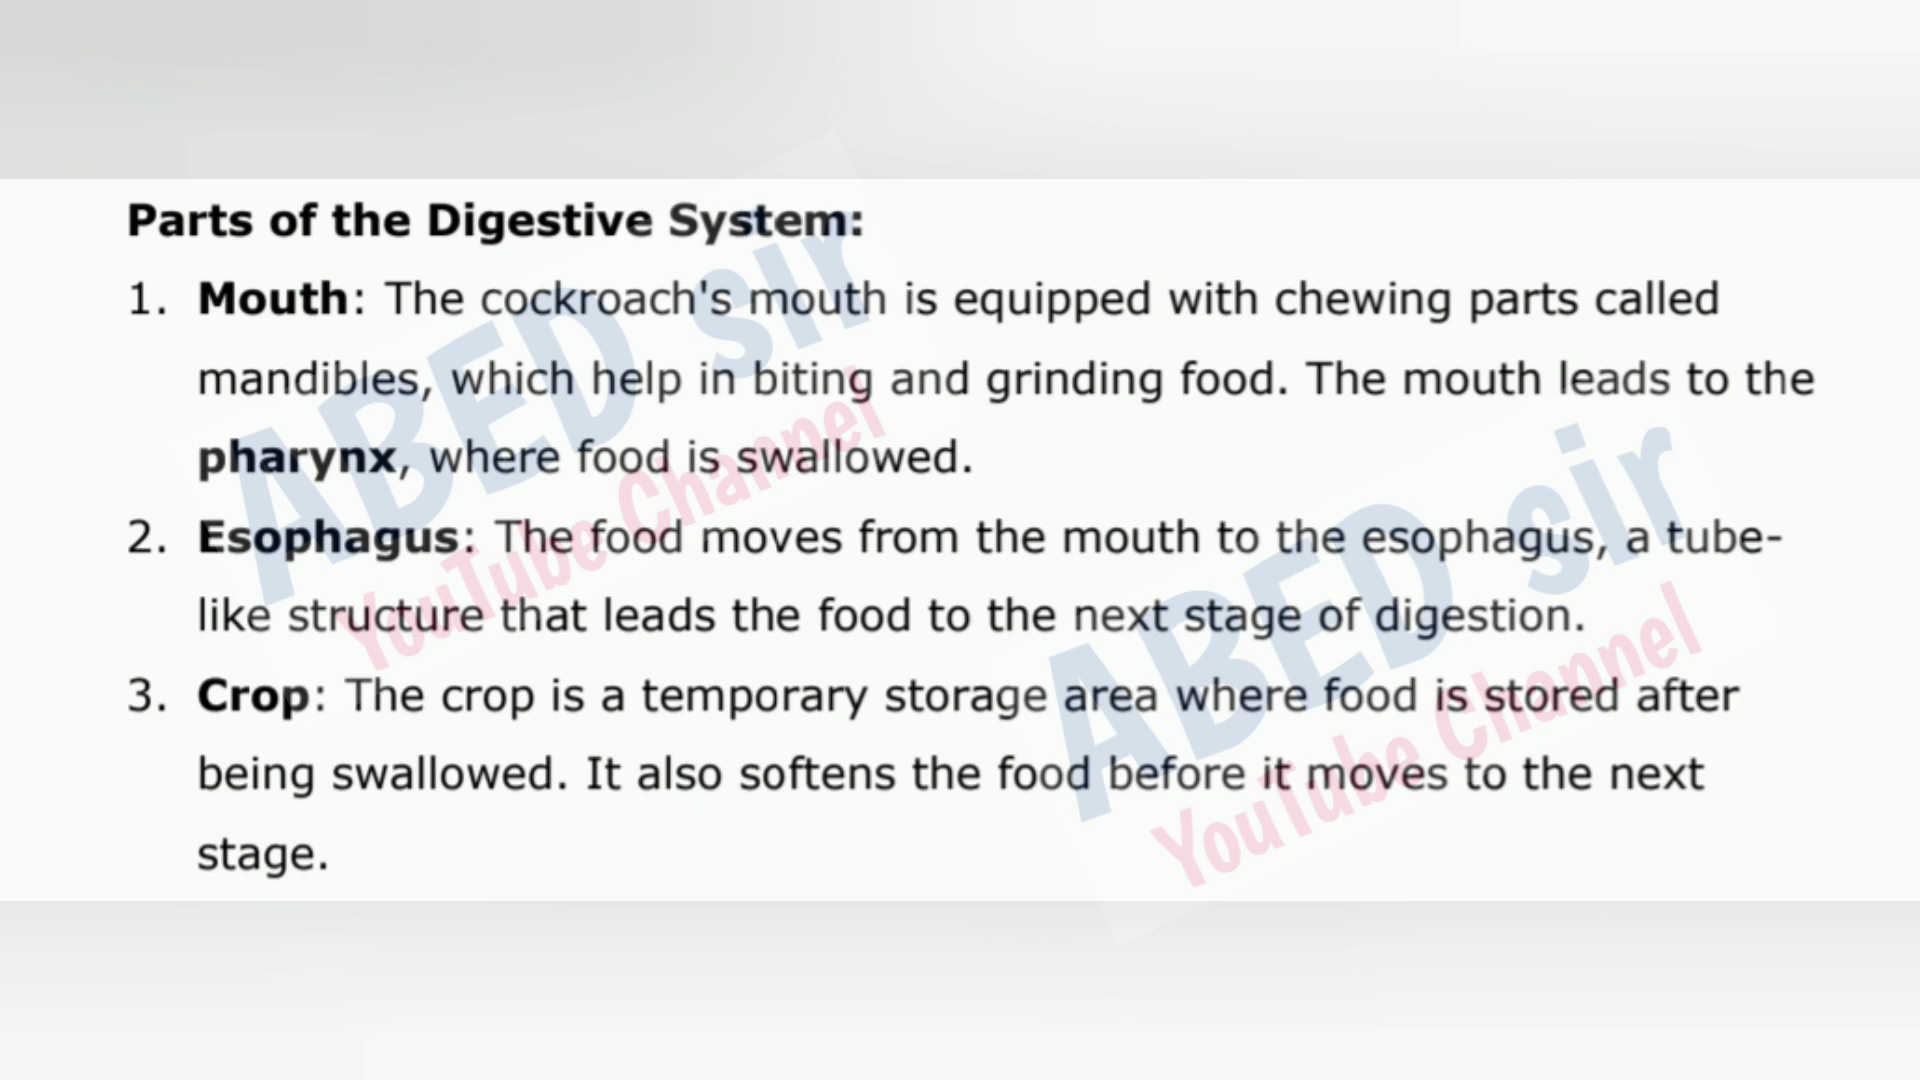 Parts of the Digestive System:
1. Mouth: The cockroach's mouth is equipped with chewing parts called
mandibles, which help in biting and grinding food. The mouth leads to the
pharynx, where food is swallowed.
2. Esophagus: The food moves from the mouth to the esophagus, a tube-
like structure that leads the food to the next stage of digestion.
3. Crop: The crop is a temporary storage area where food is stored after
being swallowed. It also softens the food before it moves to the next
stage.
ABED sir
YouTube Channel
ABED sir
YouTube Channel